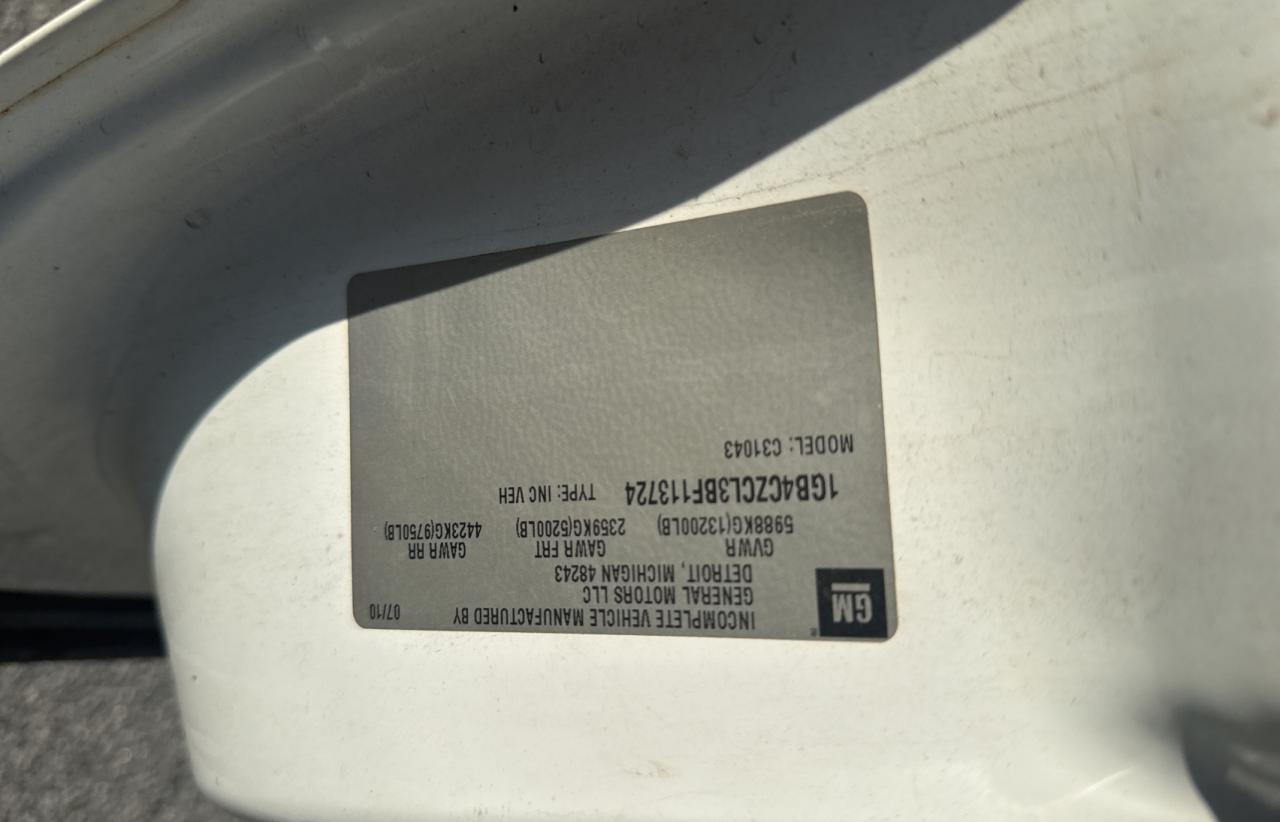 GM
INCOMPLETE VEHICLE MANUFACTURED BY 07/10
GENERAL MOTORS LLC
DETROIT, MICHIGAN 48243
GVWR GAWR FRT GAWR RR
5988KG(13200LB) 2359KG(5200LB) 4423KG(9750LB)
1GB4CZCL3BF113724 TYPE: INC VEH
MODEL: C31043